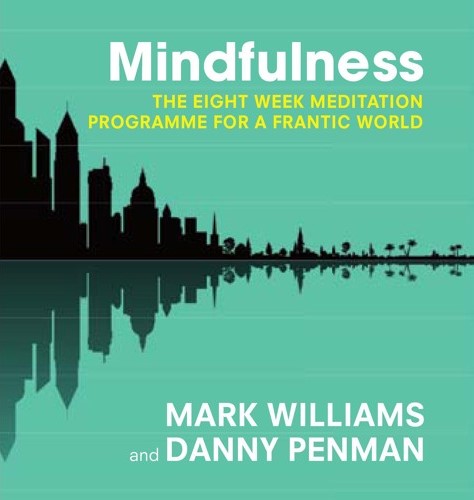 Mindfulness
THE EIGHT WEEK MEDITATION
PROGRAMME FOR A FRANTIC WORLD
MARK WILLIAMS
and DANNY PENMAN